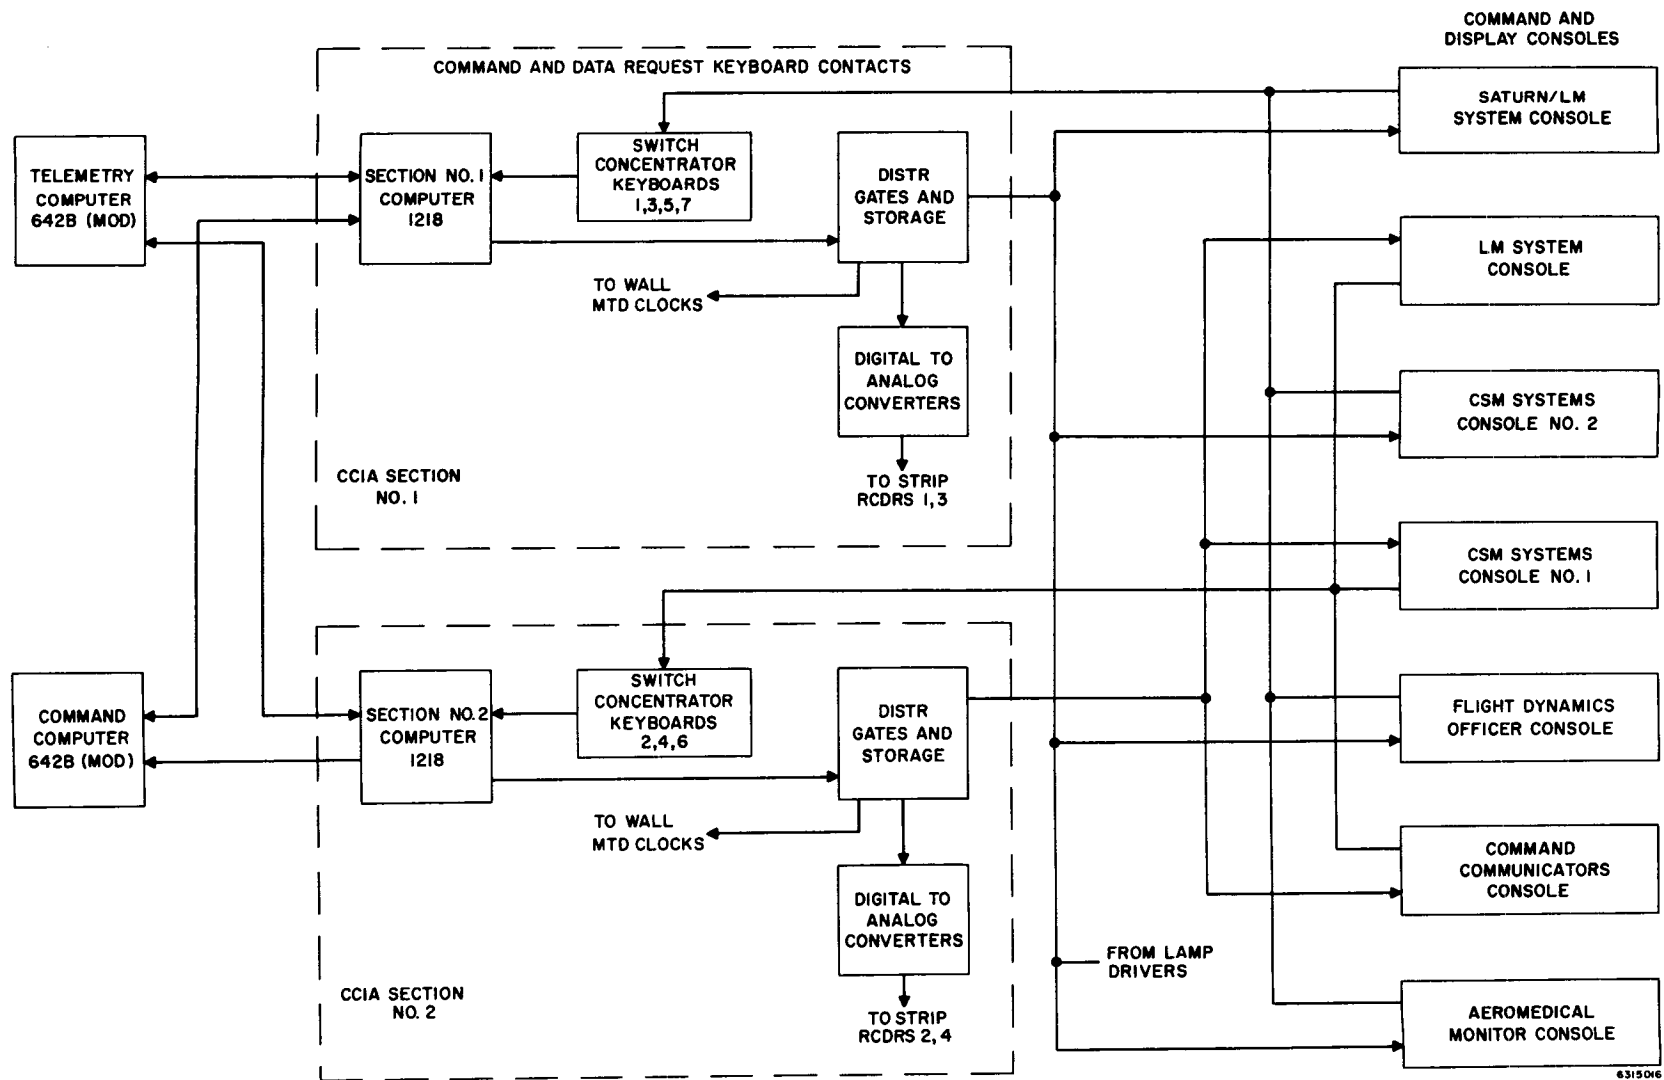 COMMAND AND
DISPLAY CONSOLES
COMMAND AND DATA REQUEST KEYBOARD CONTACTS
SATURN/LM
SYSTEM CONSOLE
TELEMETRY
COMPUTER
642B (MOD)
SECTION NO. 1
COMPUTER
1218
SWITCH
CONCENTRATOR
KEYBOARDS
1,3,5,7
DISTR
GATES AND
STORAGE
LM SYSTEM
CONSOLE
TO WALL
MTD CLOCKS
DIGITAL TO
ANALOG
CONVERTERS
CSM SYSTEMS
CONSOLE NO. 2
CCIA SECTION
NO. 1
TO STRIP
RCDRS 1,3
CSM SYSTEMS
CONSOLE NO. 1
COMMAND
COMPUTER
642B (MOD)
SECTION NO. 2
COMPUTER
1218
SWITCH
CONCENTRATOR
KEYBOARDS
2,4,6
DISTR
GATES AND
STORAGE
FLIGHT DYNAMICS
OFFICER CONSOLE
TO WALL
MTD CLOCKS
DIGITAL TO
ANALOG
CONVERTERS
COMMAND
COMMUNICATORS
CONSOLE
FROM LAMP
DRIVERS
CCIA SECTION
NO. 2
TO STRIP
RCDRS 2,4
AEROMEDICAL
MONITOR CONSOLE
6315016